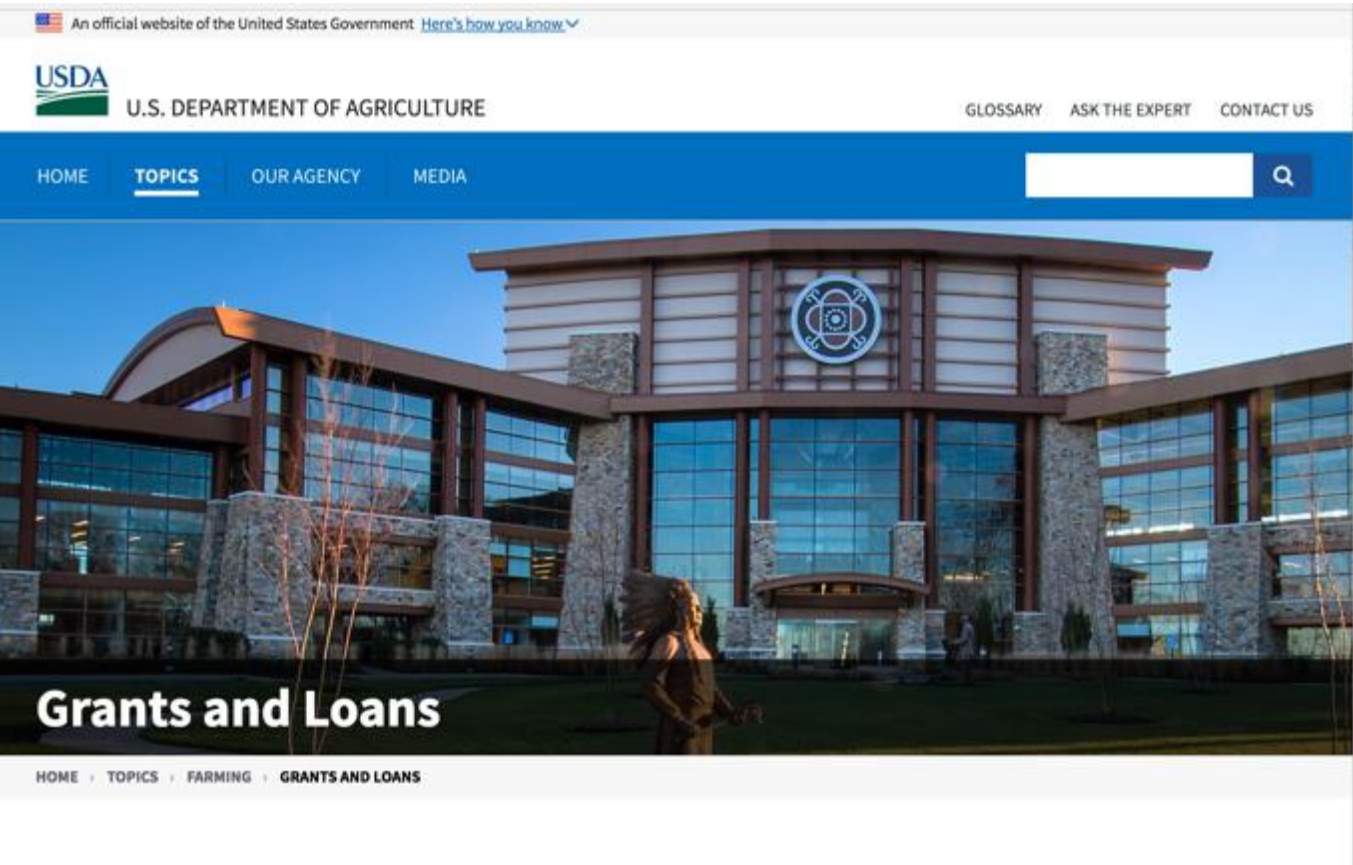 An official website of the United States Government Here's how you know
USDA
U.S. DEPARTMENT OF AGRICULTURE
GLOSSARY ASK THE EXPERT CONTACT US
HOME TOPICS OUR AGENCY MEDIA
Grants and Loans
HOME › TOPICS › FARMING › GRANTS AND LOANS